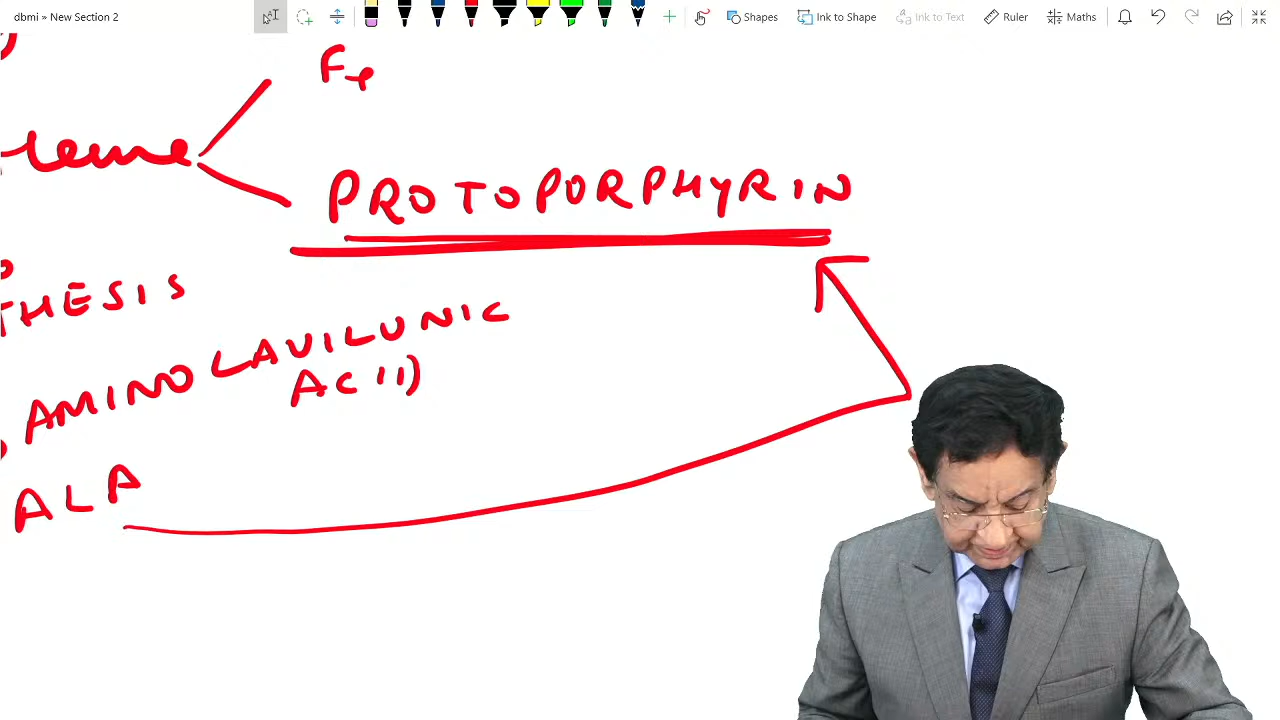 dbmi » New Section 2
Shapes
Ink to Shape
Ink to Text
Ruler
Maths
Fe
PROTOPORPHYRIN
THESIS
AMINOLAVILUNIC
ACID
ALA